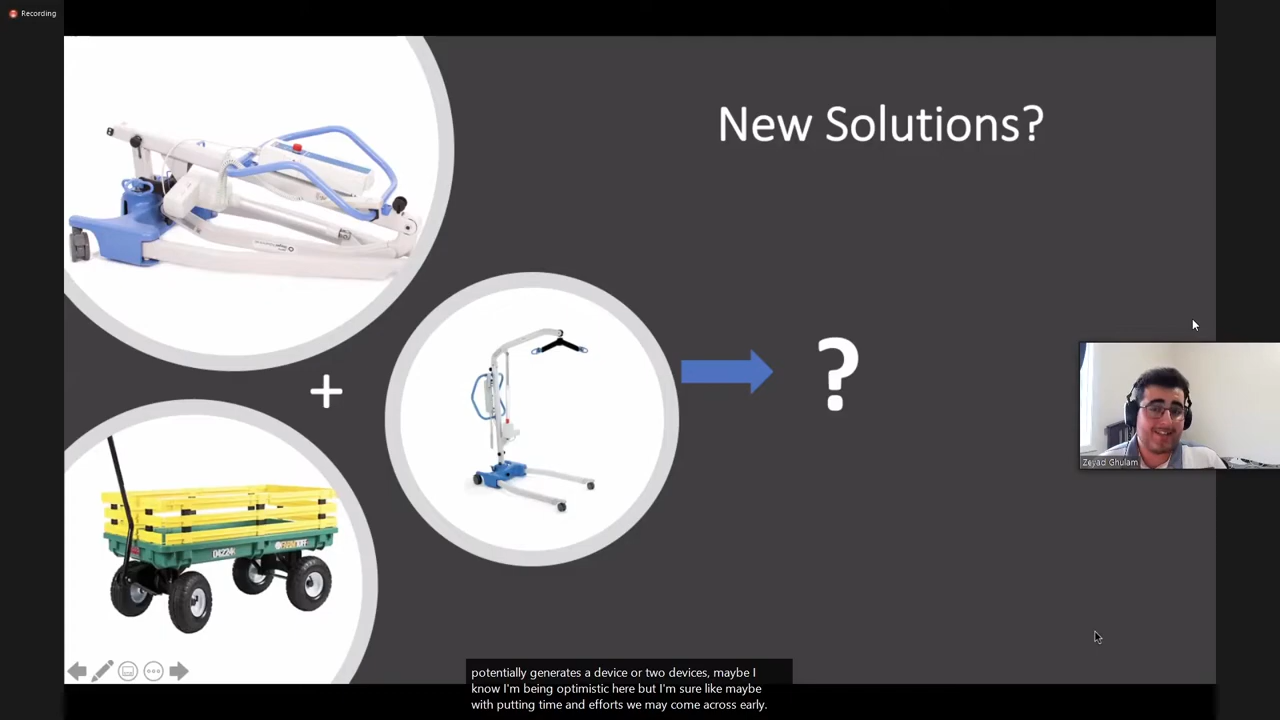 Recording
New Solutions?
+
?
04224
Zeyad Ghulam
potentially generates a device or two devices, maybe I
know I'm being optimistic here but I'm sure like maybe
with putting time and efforts we may come across early.